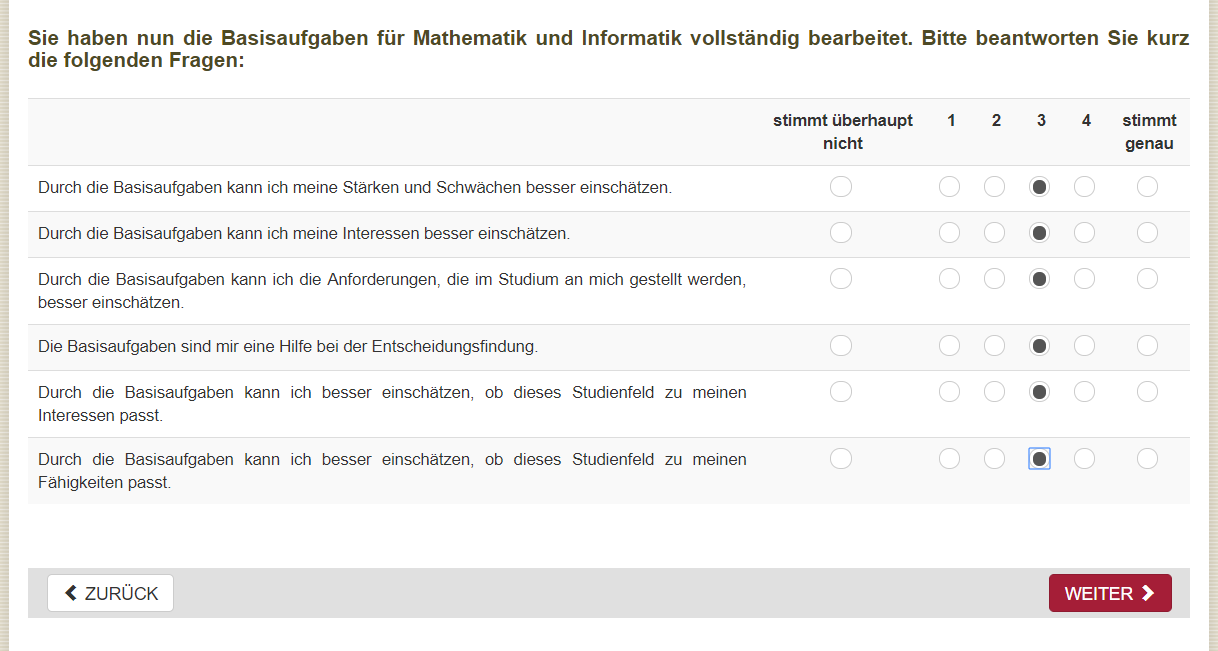 Sie haben nun die Basisaufgaben für Mathematik und Informatik vollständig bearbeitet. Bitte beantworten Sie kurz
die folgenden Fragen:
stimmt überhaupt 1 2 3 4 stimmt
nicht genau
Durch die Basisaufgaben kann ich meine Stärken und Schwächen besser einschätzen.
Durch die Basisaufgaben kann ich meine Interessen besser einschätzen.
Durch die Basisaufgaben kann ich die Anforderungen, die im Studium an mich gestellt werden,
besser einschätzen.
Die Basisaufgaben sind mir eine Hilfe bei der Entscheidungsfindung.
Durch die Basisaufgaben kann ich besser einschätzen, ob dieses Studienfeld zu meinen
Interessen passt.
Durch die Basisaufgaben kann ich besser einschätzen, ob dieses Studienfeld zu meinen
Fähigkeiten passt.
ZURÜCK WEITER